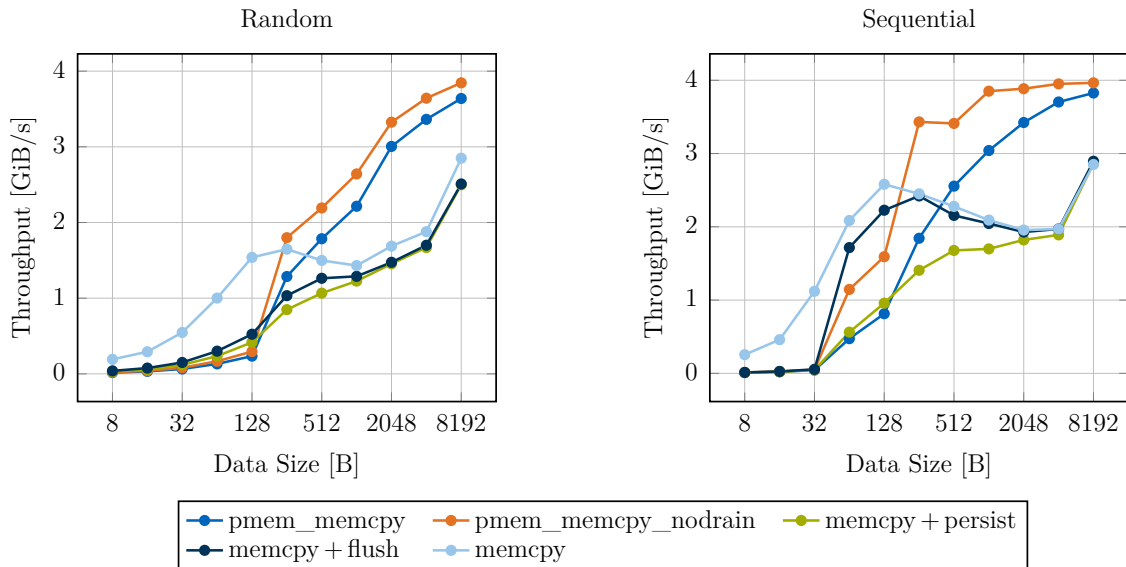 Random
Sequential
Throughput [GiB/s]
4
3
2
1
0
8
32
128
512
2048
8192
Data Size [B]
Throughput [GiB/s]
4
3
2
1
0
8
32
128
512
2048
8192
Data Size [B]
pmem_memcpy
pmem_memcpy_nodrain
memcpy + persist
memcpy + flush
memcpy